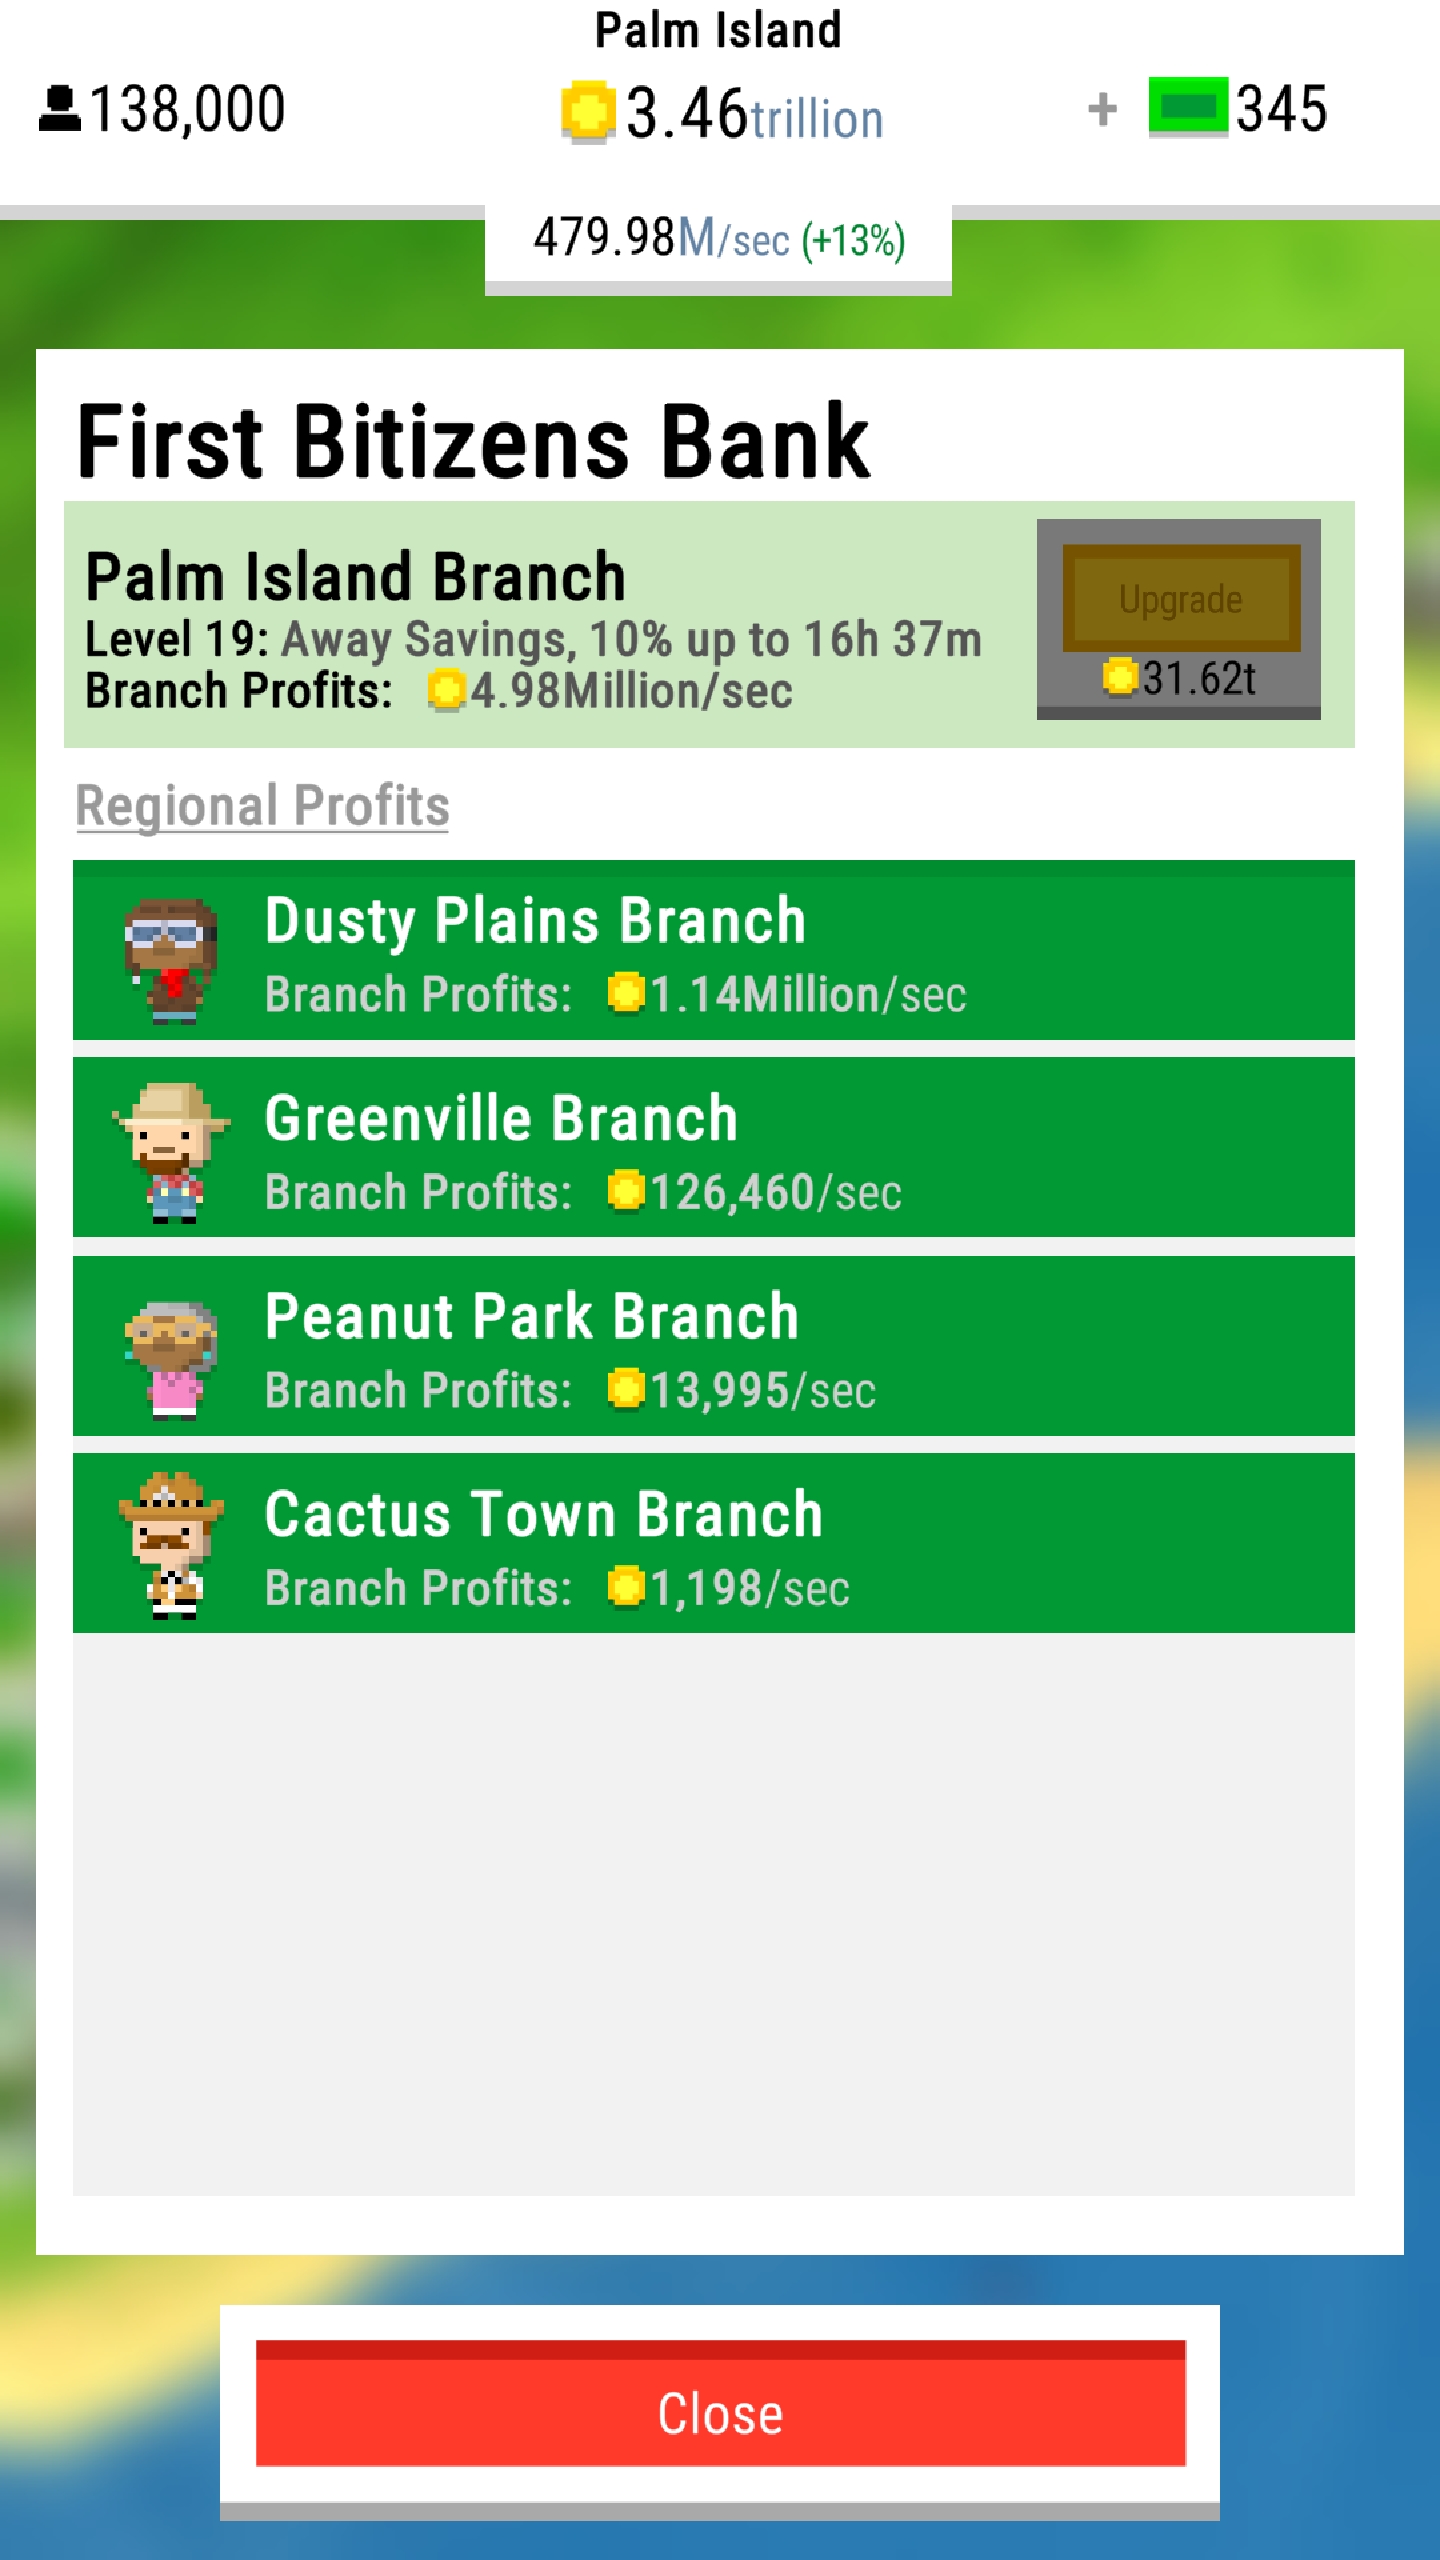 Palm Island
138,000
3.46trillion
+ 345
479.98M/sec (+13%)
First Bitizens Bank
Palm Island Branch
Level 19: Away Savings, 10% up to 16h 37m
Branch Profits: 4.98Million/sec
Upgrade
31.62t
Regional Profits
Dusty Plains Branch
Branch Profits: 1.14Million/sec
Greenville Branch
Branch Profits: 126,460/sec
Peanut Park Branch
Branch Profits: 13,995/sec
Cactus Town Branch
Branch Profits: 1,198/sec
Close